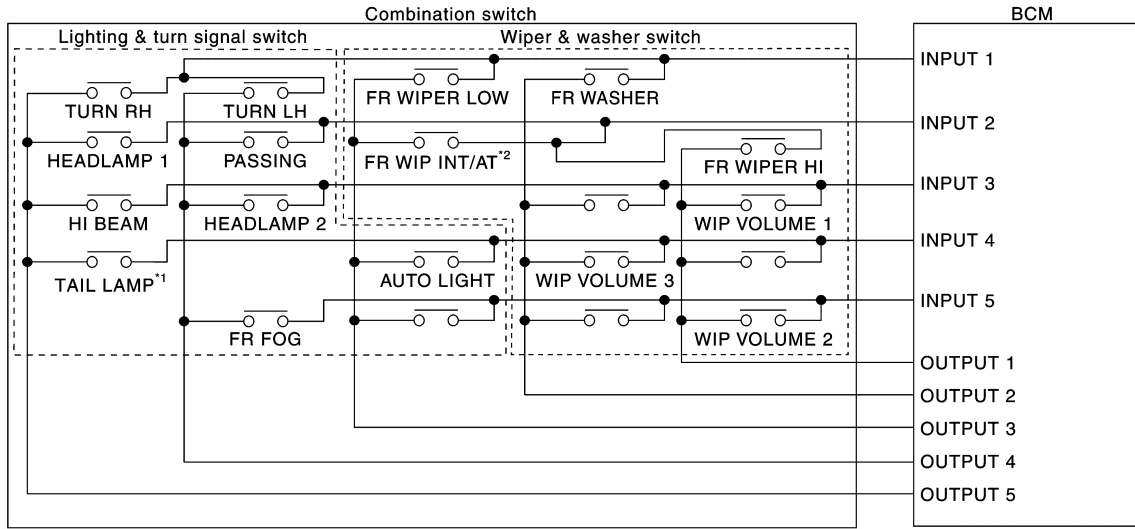 Combination switch
BCM
Lighting & turn signal switch
Wiper & washer switch
INPUT 1
TURN RH
TURN LH
FR WIPER LOW
FR WASHER
INPUT 2
HEADLAMP 1
PASSING
FR WIP INT/AT*2
FR WIPER HI
INPUT 3
HI BEAM
HEADLAMP 2
WIP VOLUME 1
INPUT 4
TAIL LAMP*1
AUTO LIGHT
WIP VOLUME 3
INPUT 5
FR FOG
WIP VOLUME 2
OUTPUT 1
OUTPUT 2
OUTPUT 3
OUTPUT 4
OUTPUT 5